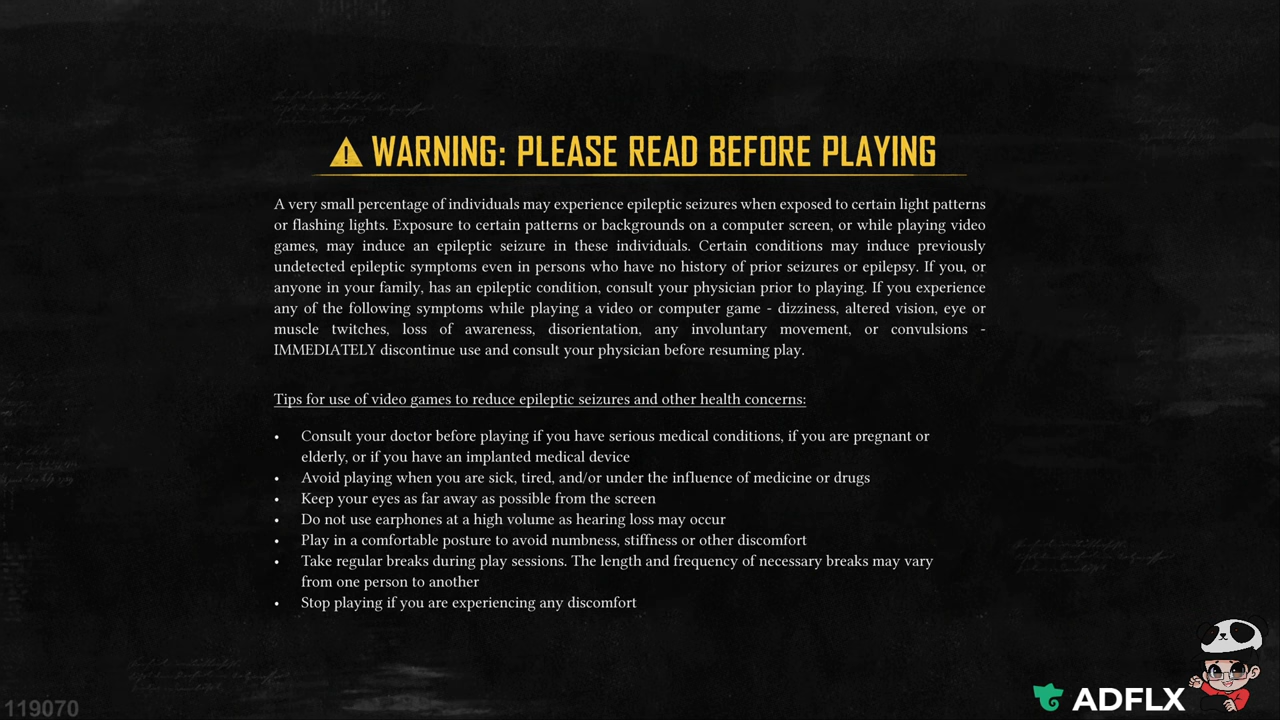 WARNING: PLEASE READ BEFORE PLAYING
A very small percentage of individuals may experience epileptic seizures when exposed to certain light patterns
or flashing lights. Exposure to certain patterns or backgrounds on a computer screen, or while playing video
games, may induce an epileptic seizure in these individuals. Certain conditions may induce previously
undetected epileptic symptoms even in persons who have no history of prior seizures or epilepsy. If you, or
anyone in your family, has an epileptic condition, consult your physician prior to playing. If you experience
any of the following symptoms while playing a video or computer game - dizziness, altered vision, eye or
muscle twitches, loss of awareness, disorientation, any involuntary movement, or convulsions -
IMMEDIATELY discontinue use and consult your physician before resuming play.
Tips for use of video games to reduce epileptic seizures and other health concerns:
• Consult your doctor before playing if you have serious medical conditions, if you are pregnant or
elderly, or if you have an implanted medical device
• Avoid playing when you are sick, tired, and/or under the influence of medicine or drugs
• Keep your eyes as far away as possible from the screen
• Do not use earphones at a high volume as hearing loss may occur
• Play in a comfortable posture to avoid numbness, stiffness or other discomfort
• Take regular breaks during play sessions. The length and frequency of necessary breaks may vary
from one person to another
• Stop playing if you are experiencing any discomfort
119070
ADFLX